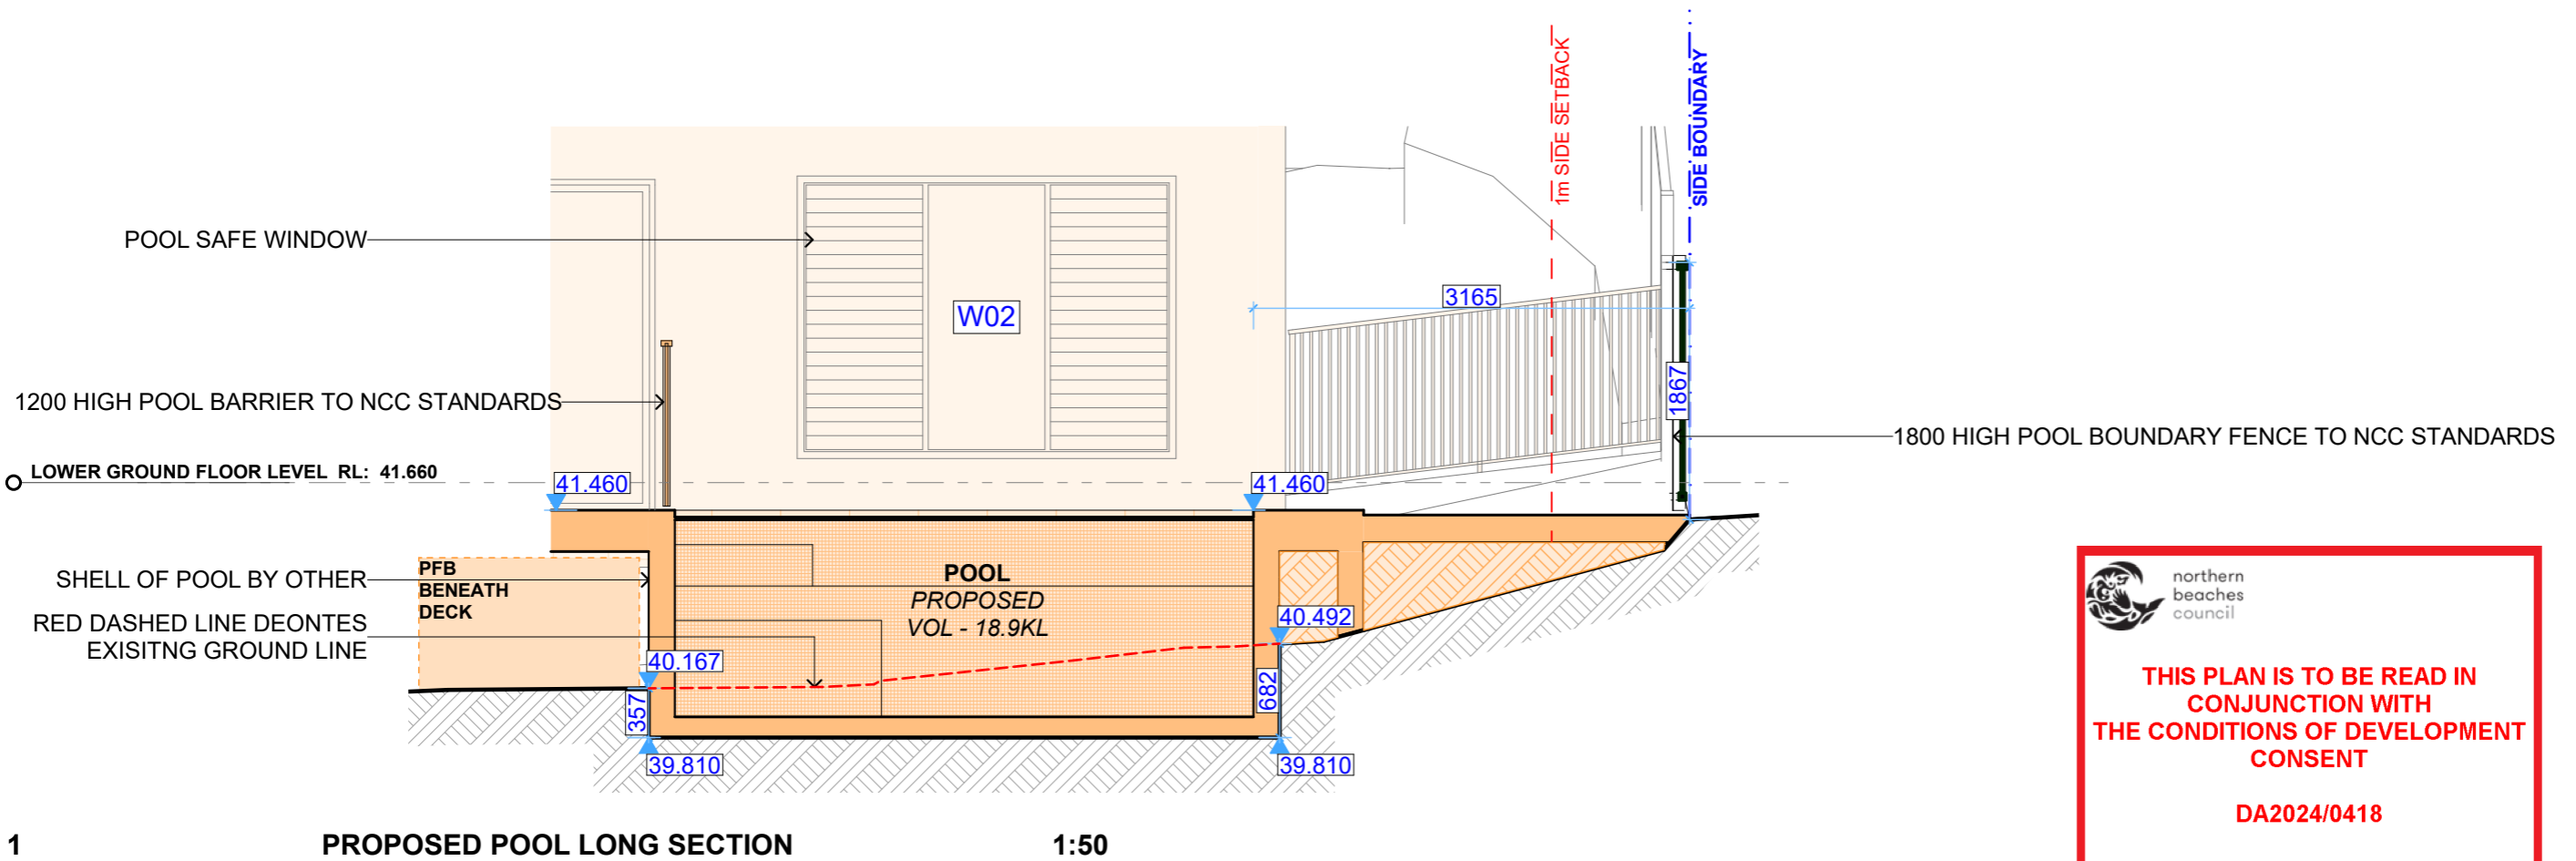 1m SIDE SETBACK
SIDE BOUNDARY
POOL SAFE WINDOW
W02
3165
1867
1200 HIGH POOL BARRIER TO NCC STANDARDS
1800 HIGH POOL BOUNDARY FENCE TO NCC STANDARDS
LOWER GROUND FLOOR LEVEL RL: 41.660
41.460
41.460
SHELL OF POOL BY OTHER
PFB
BENEATH
DECK
POOL
PROPOSED
VOL - 18.9KL
RED DASHED LINE DEONTES
EXISITNG GROUND LINE
40.492
40.167
357
682
39.810
39.810
northern
beaches
council
THIS PLAN IS TO BE READ IN
CONJUNCTION WITH
THE CONDITIONS OF DEVELOPMENT
CONSENT
DA2024/0418
1 PROPOSED POOL LONG SECTION 1:50